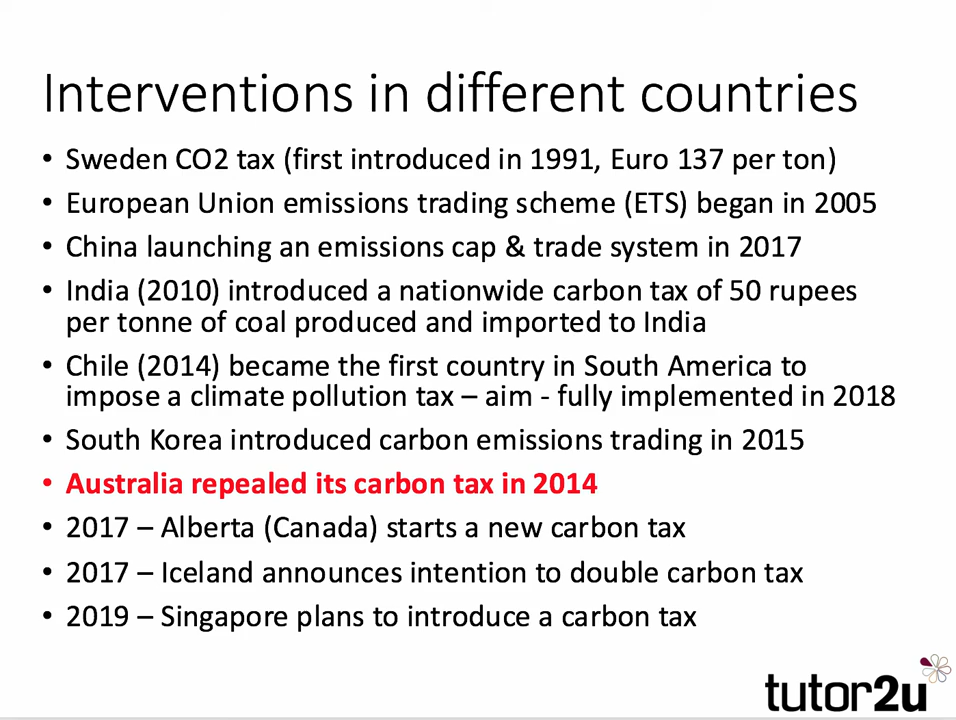 Interventions in different countries
• Sweden CO2 tax (first introduced in 1991, Euro 137 per ton)
• European Union emissions trading scheme (ETS) began in 2005
• China launching an emissions cap & trade system in 2017
• India (2010) introduced a nationwide carbon tax of 50 rupees
per tonne of coal produced and imported to India
• Chile (2014) became the first country in South America to
impose a climate pollution tax – aim - fully implemented in 2018
• South Korea introduced carbon emissions trading in 2015
• Australia repealed its carbon tax in 2014
• 2017 – Alberta (Canada) starts a new carbon tax
• 2017 – Iceland announces intention to double carbon tax
• 2019 – Singapore plans to introduce a carbon tax
tutor2u